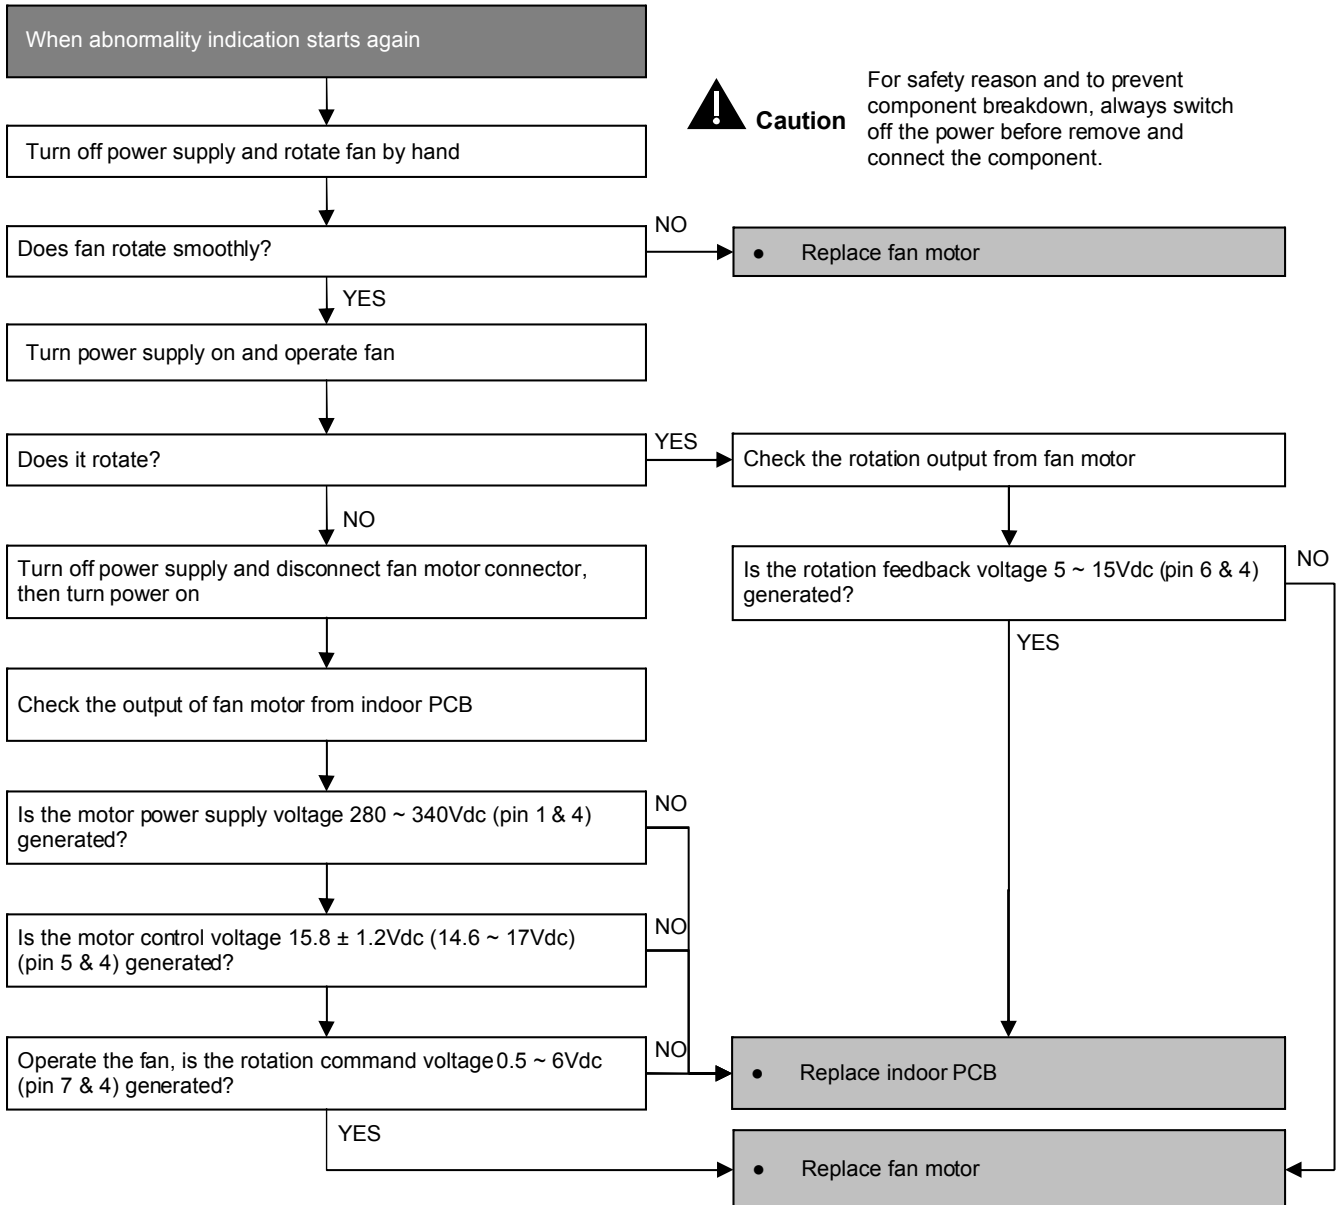 When abnormality indication starts again
Caution
For safety reason and to prevent
component breakdown, always switch
off the power before remove and
connect the component.
Turn off power supply and rotate fan by hand
Does fan rotate smoothly?
NO
● Replace fan motor
YES
Turn power supply on and operate fan
Does it rotate?
YES
Check the rotation output from fan motor
NO
Turn off power supply and disconnect fan motor connector,
then turn power on
Is the rotation feedback voltage 5 ~ 15Vdc (pin 6 & 4)
generated?
NO
YES
Check the output of fan motor from indoor PCB
Is the motor power supply voltage 280 ~ 340Vdc (pin 1 & 4)
generated?
NO
Is the motor control voltage 15.8 ± 1.2Vdc (14.6 ~ 17Vdc)
(pin 5 & 4) generated?
NO
Operate the fan, is the rotation command voltage 0.5 ~ 6Vdc
(pin 7 & 4) generated?
NO
● Replace indoor PCB
YES
● Replace fan motor